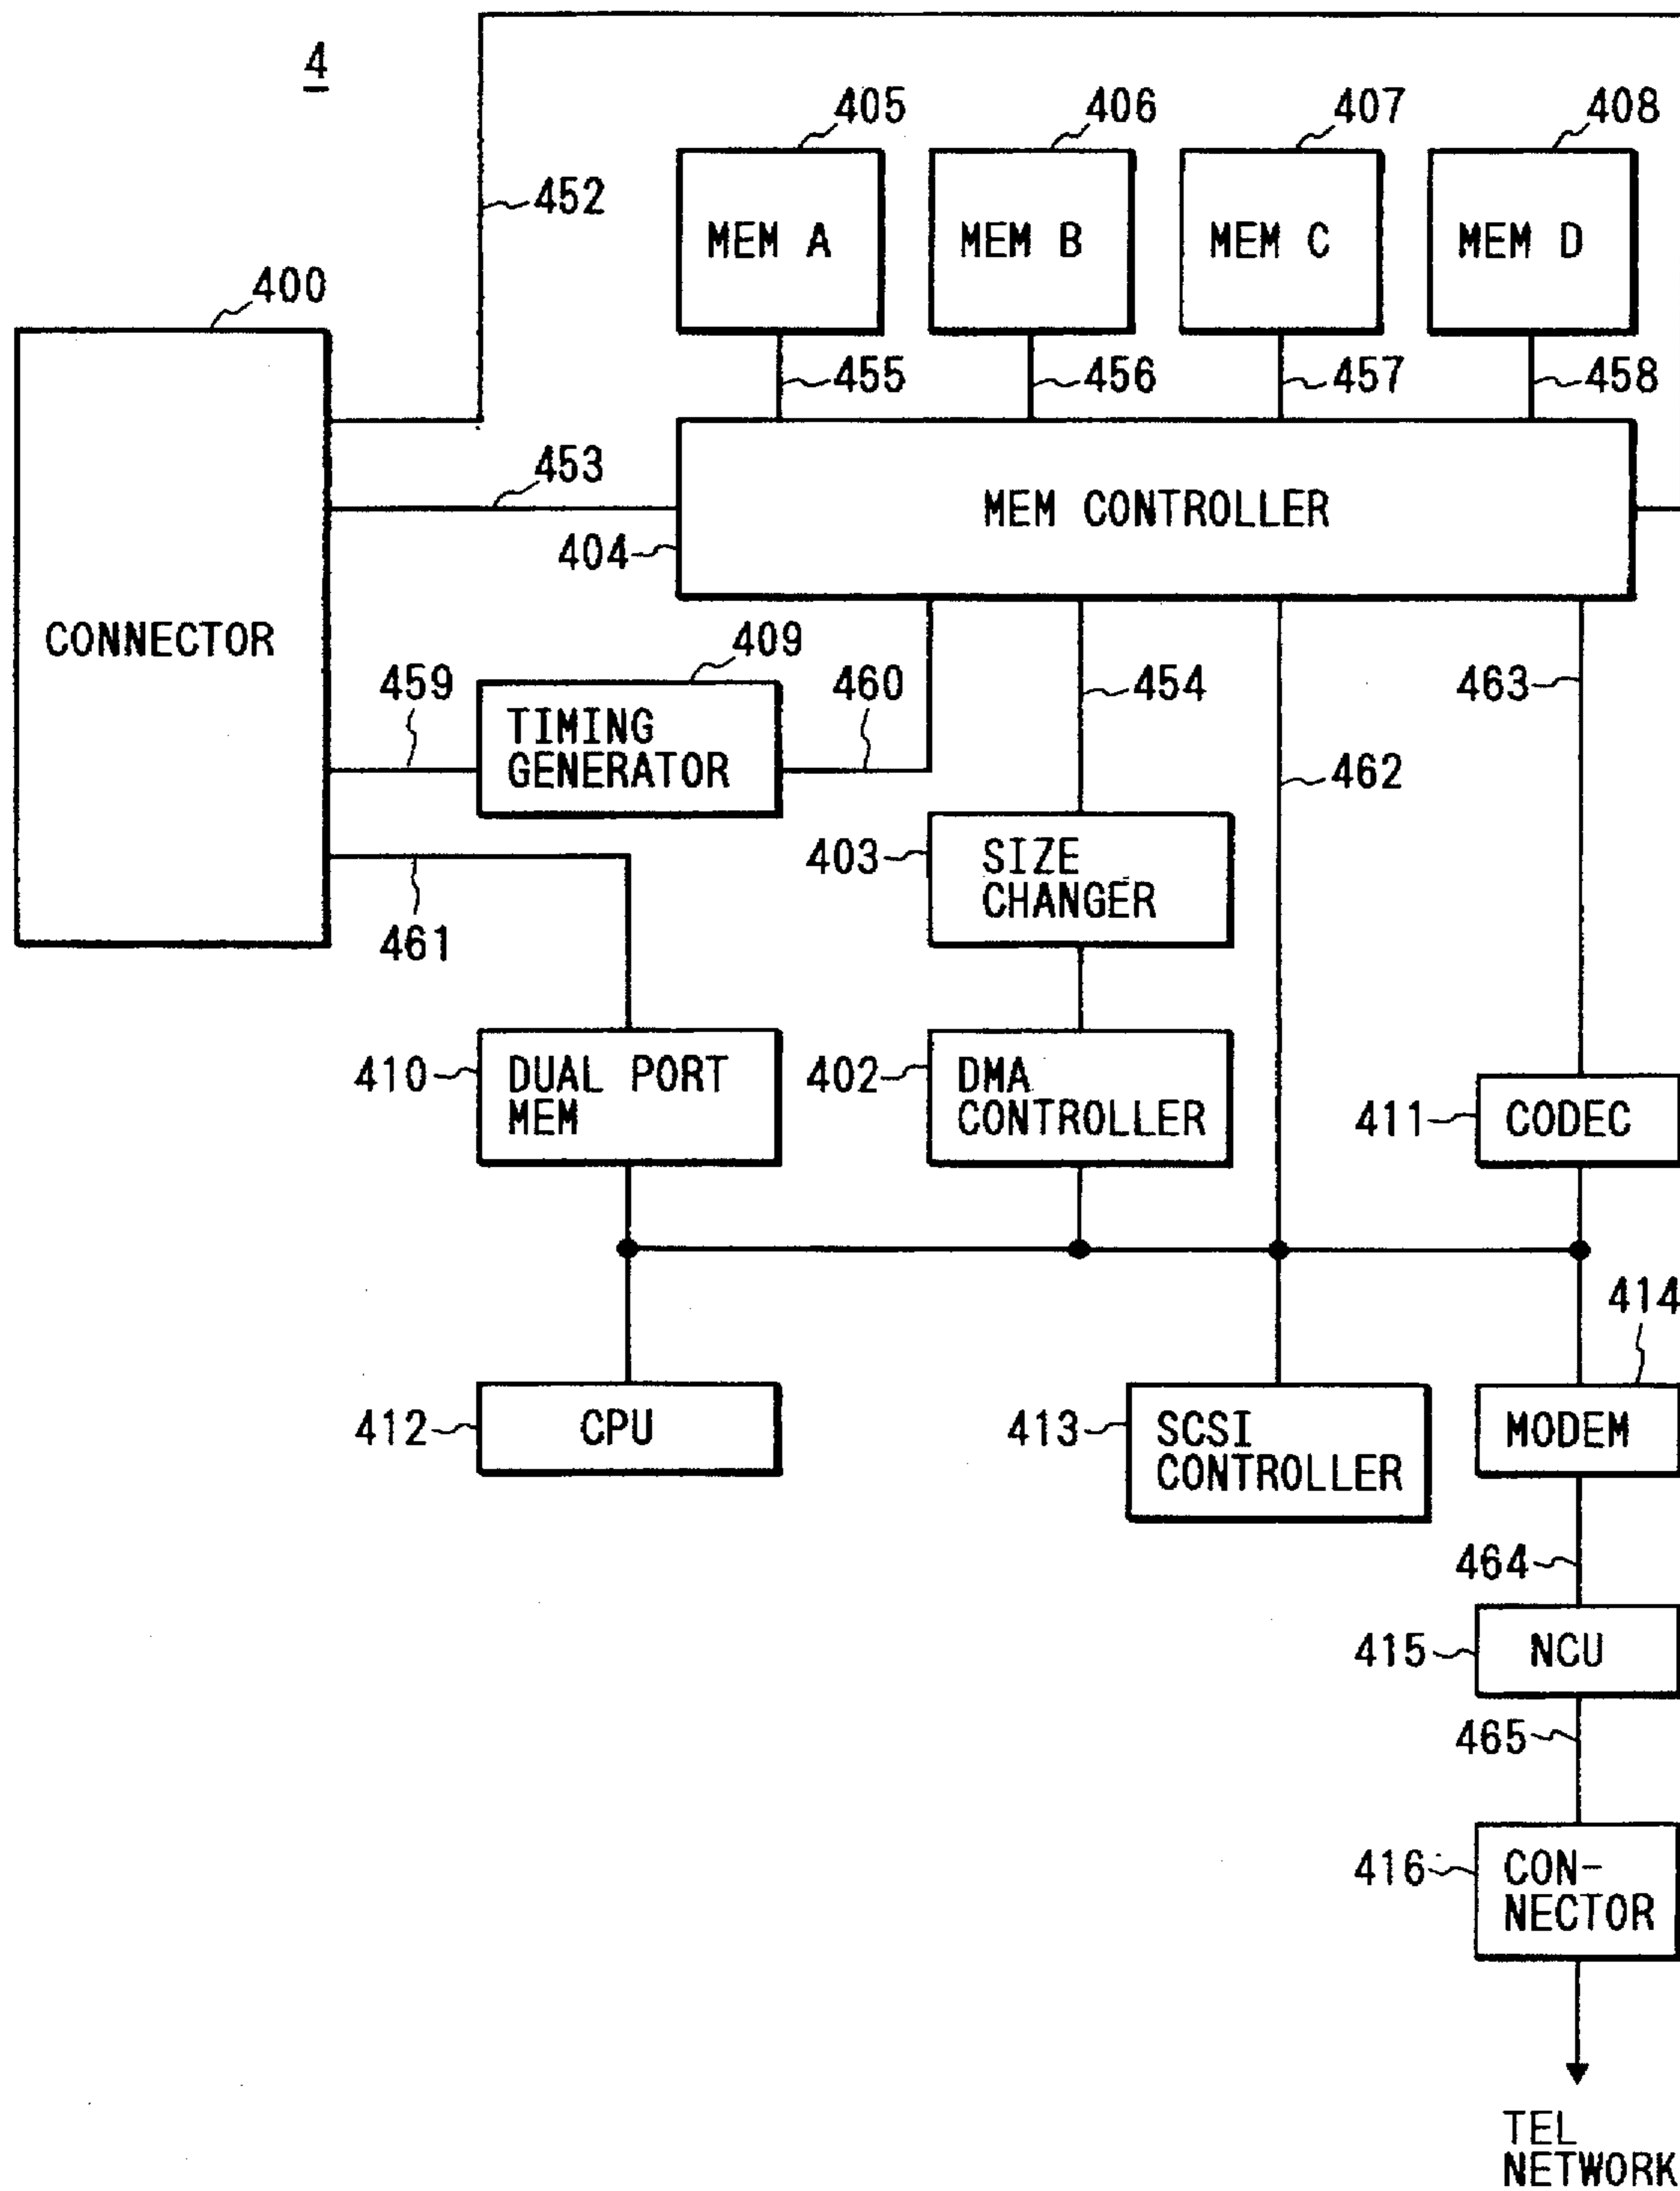 4
405
406
407
408
452
MEM A
MEM B
MEM C
MEM D
400
455
456
457
458
453
MEM CONTROLLER
404
CONNECTOR
409
459
TIMING
GENERATOR
460
454
463
462
403
SIZE
CHANGER
461
410
DUAL PORT
MEM
402
DMA
CONTROLLER
411
CODEC
414
412
CPU
413
SCSI
CONTROLLER
MODEM
464
415
NCU
465
416
CON-
NECTOR
TEL
NETWORK